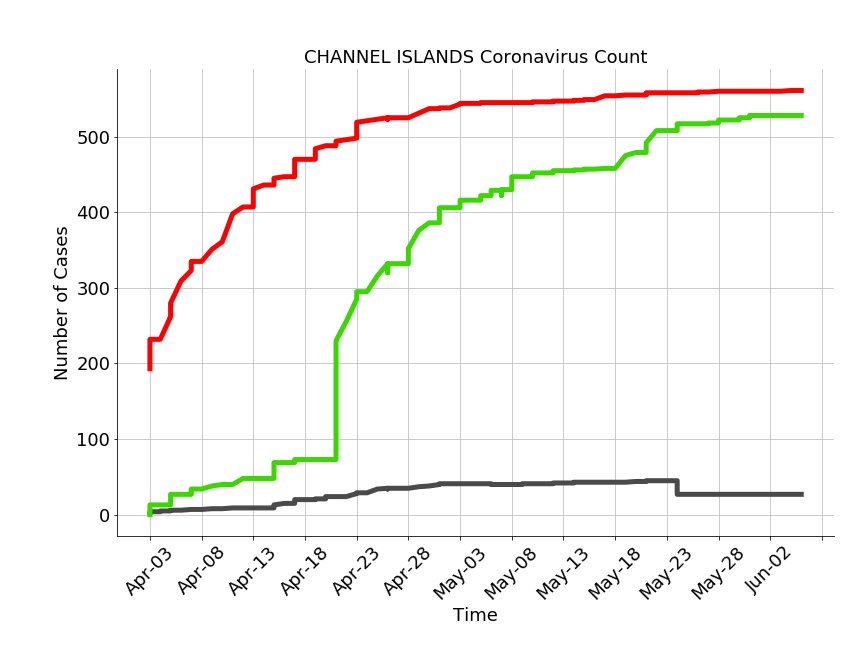 CHANNEL ISLANDS Coronavirus Count
Number of Cases
500
400
300
200
100
0
Apr-03
Apr-08
Apr-13
Apr-18
Apr-23
Apr-28
May-03
May-08
May-13
May-18
May-23
May-28
Jun-02
Time